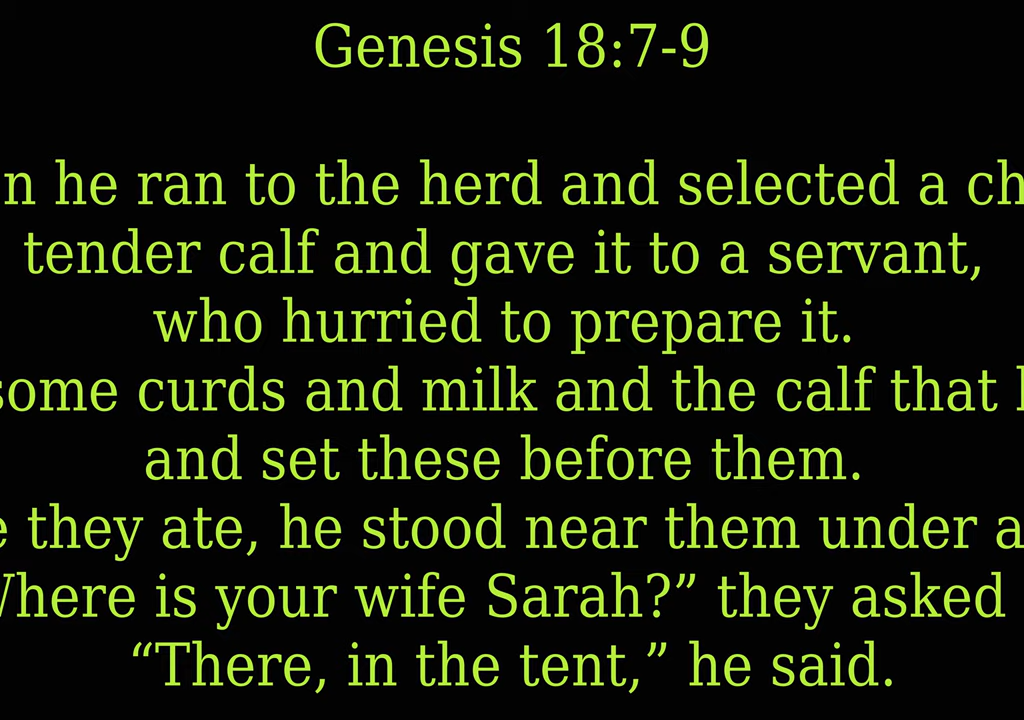 Genesis 18:7-9
he ran to the herd and selected a
tender calf and gave it to a servant,
who hurried to prepare it.
some curds and milk and the calf that
and set these before them.
they ate, he stood near them under
Where is your wife Sarah?” they asked
“There, in the tent,” he said.